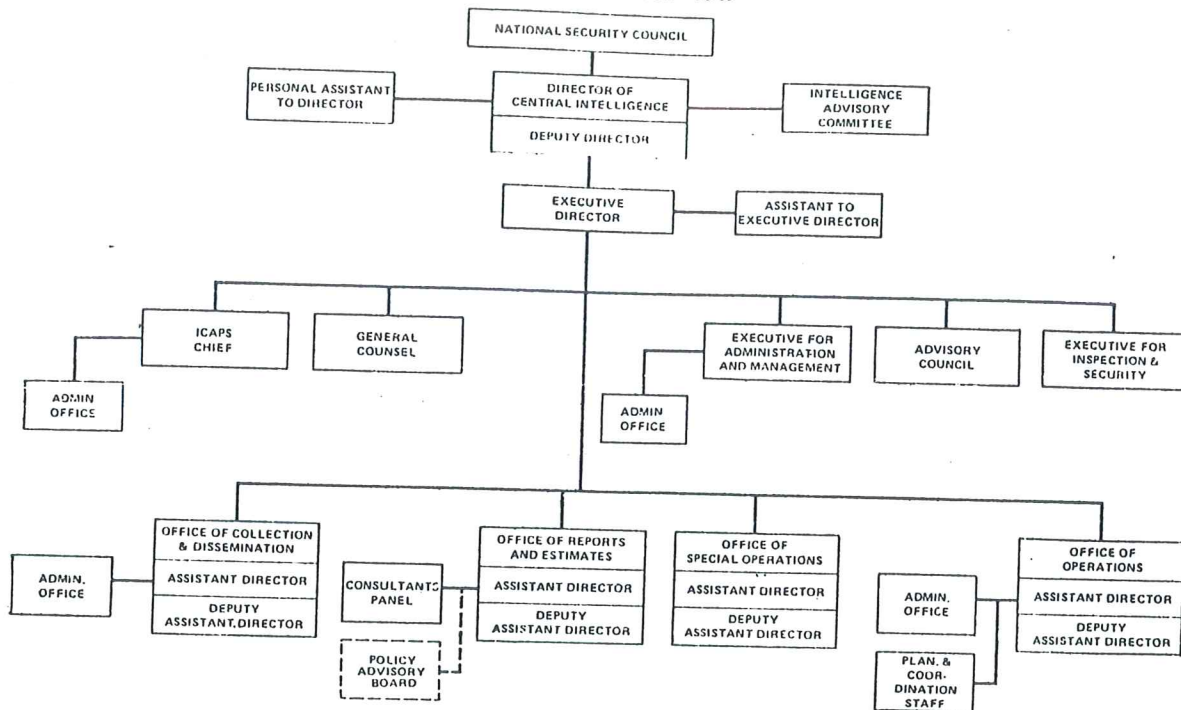 NATIONAL SECURITY COUNCIL
PERSONAL ASSISTANT
TO DIRECTOR
DIRECTOR OF
CENTRAL INTELLIGENCE
DEPUTY DIRECTOR
INTELLIGENCE
ADVISORY
COMMITTEE
EXECUTIVE
DIRECTOR
ASSISTANT TO
EXECUTIVE DIRECTOR
ICAPS
CHIEF
GENERAL
COUNSEL
EXECUTIVE FOR
ADMINISTRATION
AND MANAGEMENT
ADVISORY
COUNCIL
EXECUTIVE FOR
INSPECTION &
SECURITY
ADMIN
OFFICE
ADMIN
OFFICE
OFFICE OF COLLECTION
& DISSEMINATION
ASSISTANT DIRECTOR
DEPUTY
ASSISTANT DIRECTOR
ADMIN.
OFFICE
OFFICE OF REPORTS
AND ESTIMATES
ASSISTANT DIRECTOR
DEPUTY
ASSISTANT DIRECTOR
CONSULTANTS
PANEL
POLICY
ADVISORY
BOARD
OFFICE OF
SPECIAL OPERATIONS
ASSISTANT DIRECTOR
DEPUTY
ASSISTANT DIRECTOR
OFFICE OF
OPERATIONS
ASSISTANT DIRECTOR
DEPUTY
ASSISTANT DIRECTOR
ADMIN.
OFFICE
PLAN. &
COOR-
DINATION
STAFF